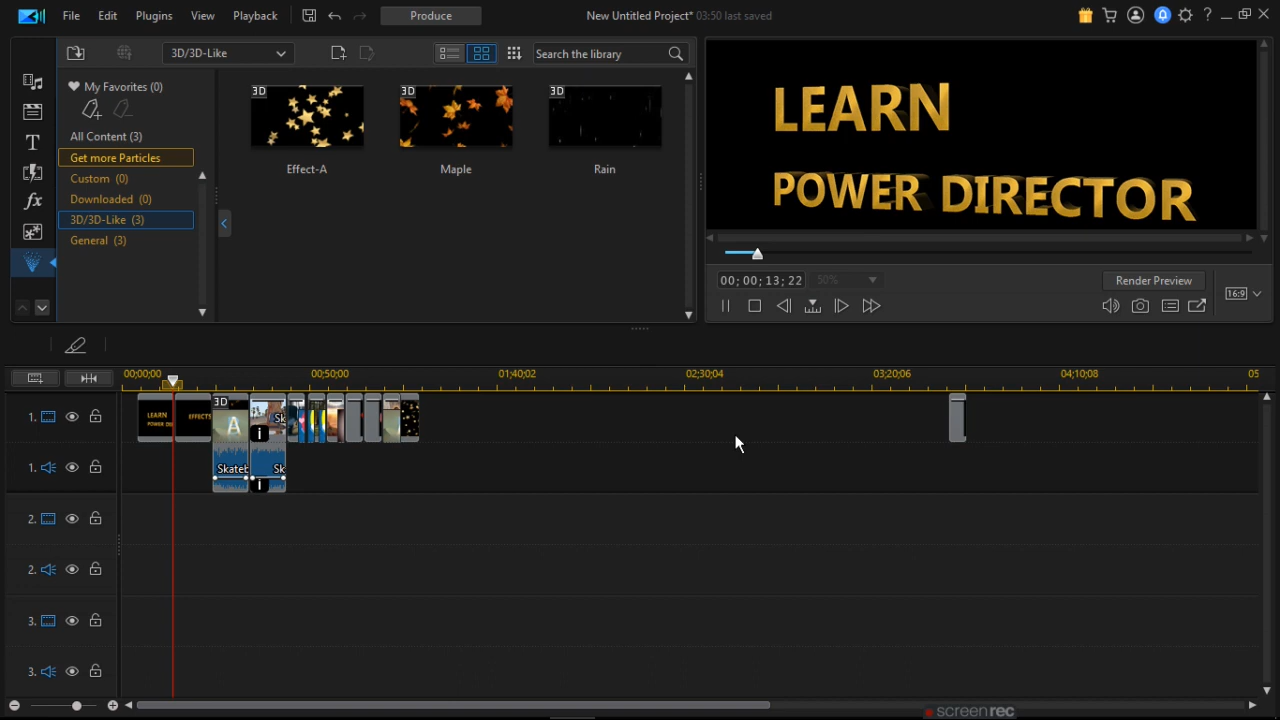 File Edit Plugins View Playback Produce New Untitled Project* 03:50 last saved
3D/3D-Like Search the library
My Favorites (0)
All Content (3)
Get more Particles
Custom (0)
Downloaded (0)
3D/3D-Like (3)
General (3)
3D 3D 3D
Effect-A Maple Rain
LEARN
POWER DIRECTOR
00; 00; 13; 22 50% Render Preview
16:9
00;00;00 00;50;00 01;40;02 02;30;04 03;20;06 04;10;08 05
1. LEARN EFFECTS 3D A Sk i
1. Skateb Sk i
2.
2.
3.
3.
screenrec